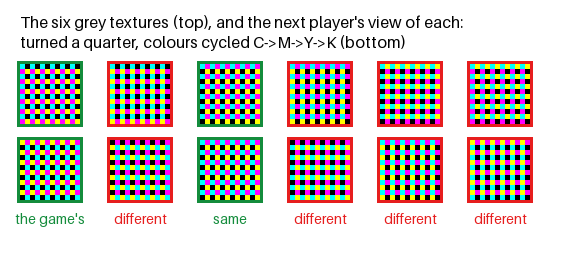 The six grey textures (top), and the next player's view of each:
turned a quarter, colours cycled C->M->Y->K (bottom)
the game's different same different different different